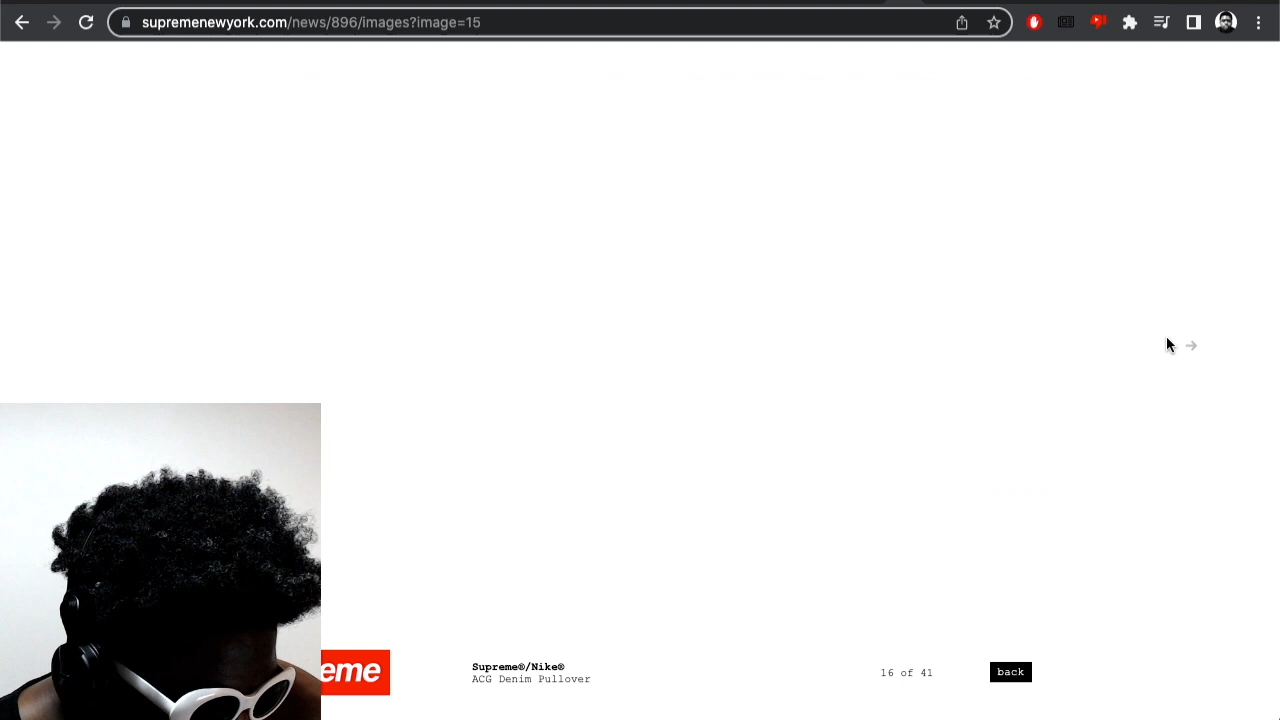 supremenewyork.com/news/896/images?image=15
eme
Supreme®/Nike®
ACG Denim Pullover
16 of 41
back